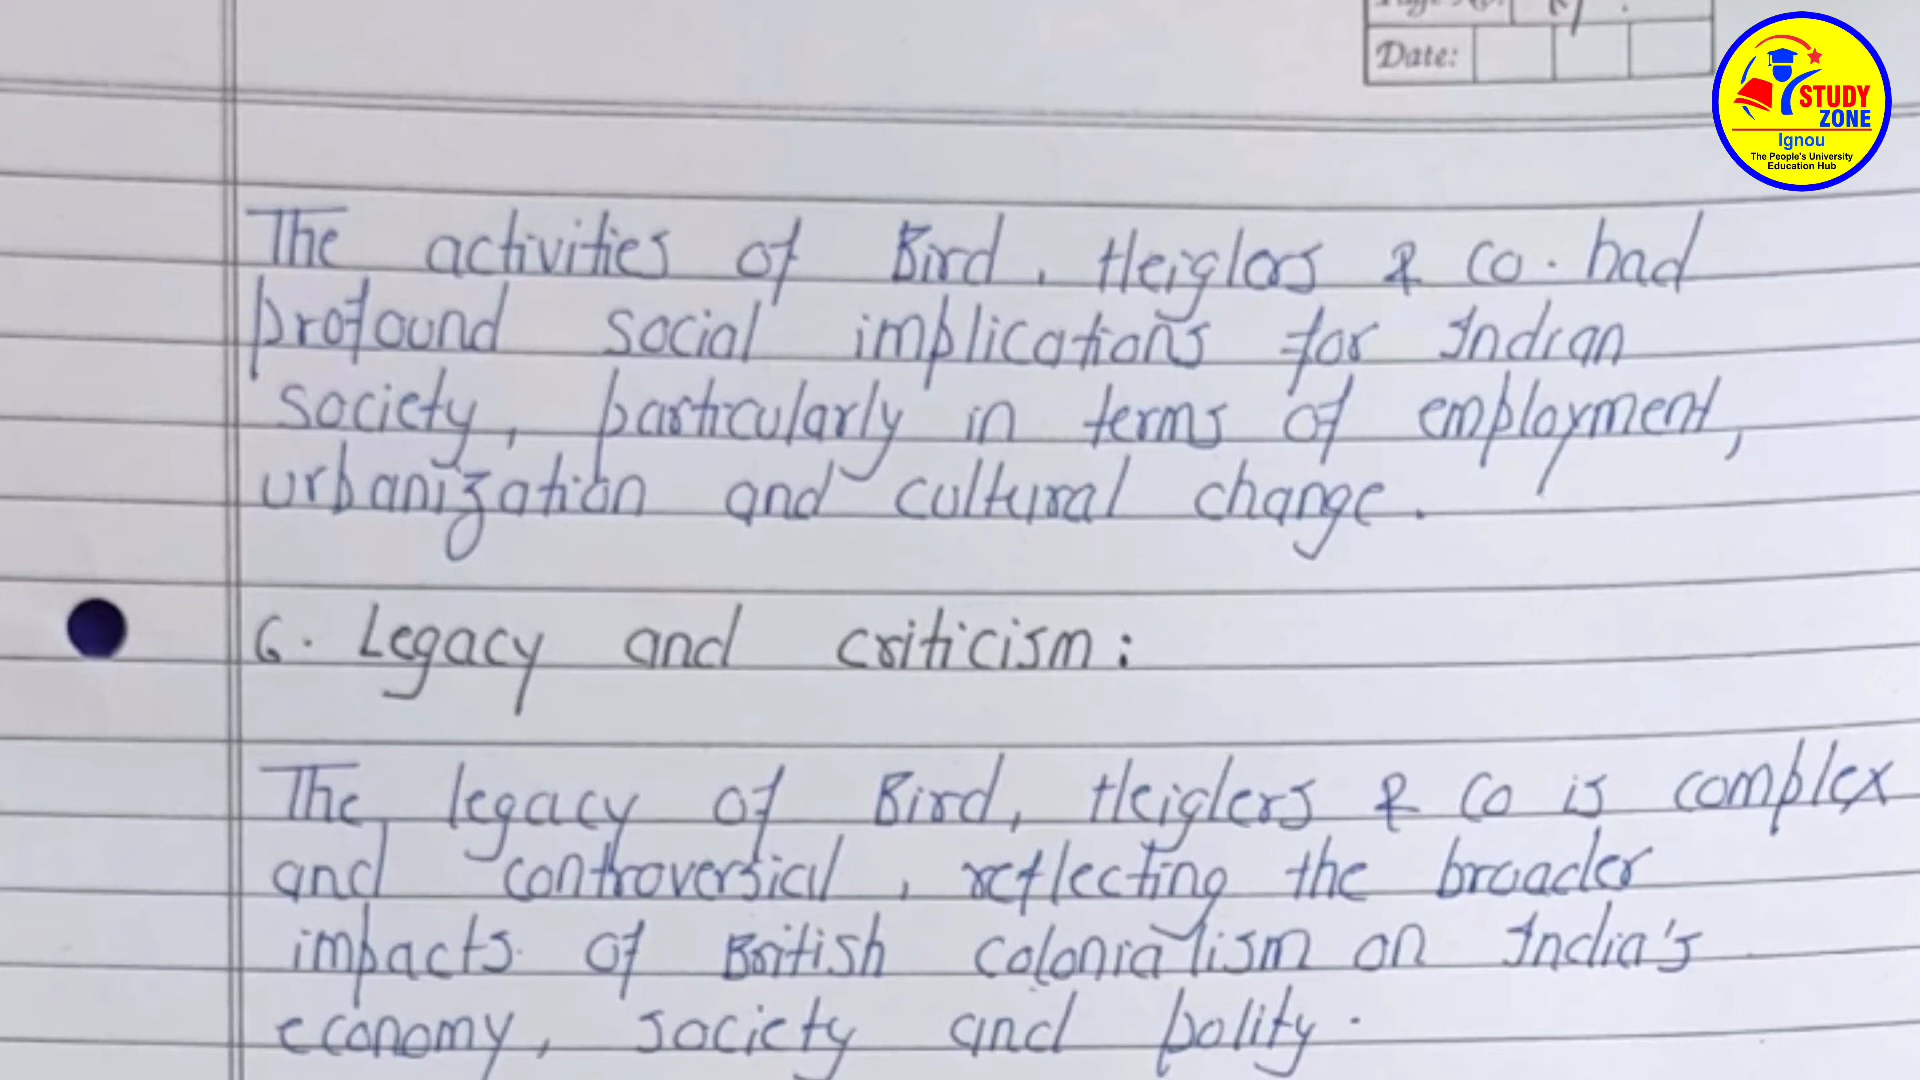 Date:
STUDY
ZONE
Ignou
The People's University
Education Hub
The activities of Bird, Heiglers & Co. had
profound social implications for Indian
society, particularly in terms of employment,
urbanization and cultural change.
6. Legacy and criticism:
The legacy of Bird, Heiglers & Co is complex
and controversial, reflecting the broader
impacts of British colonialism on India's
economy, society and polity.